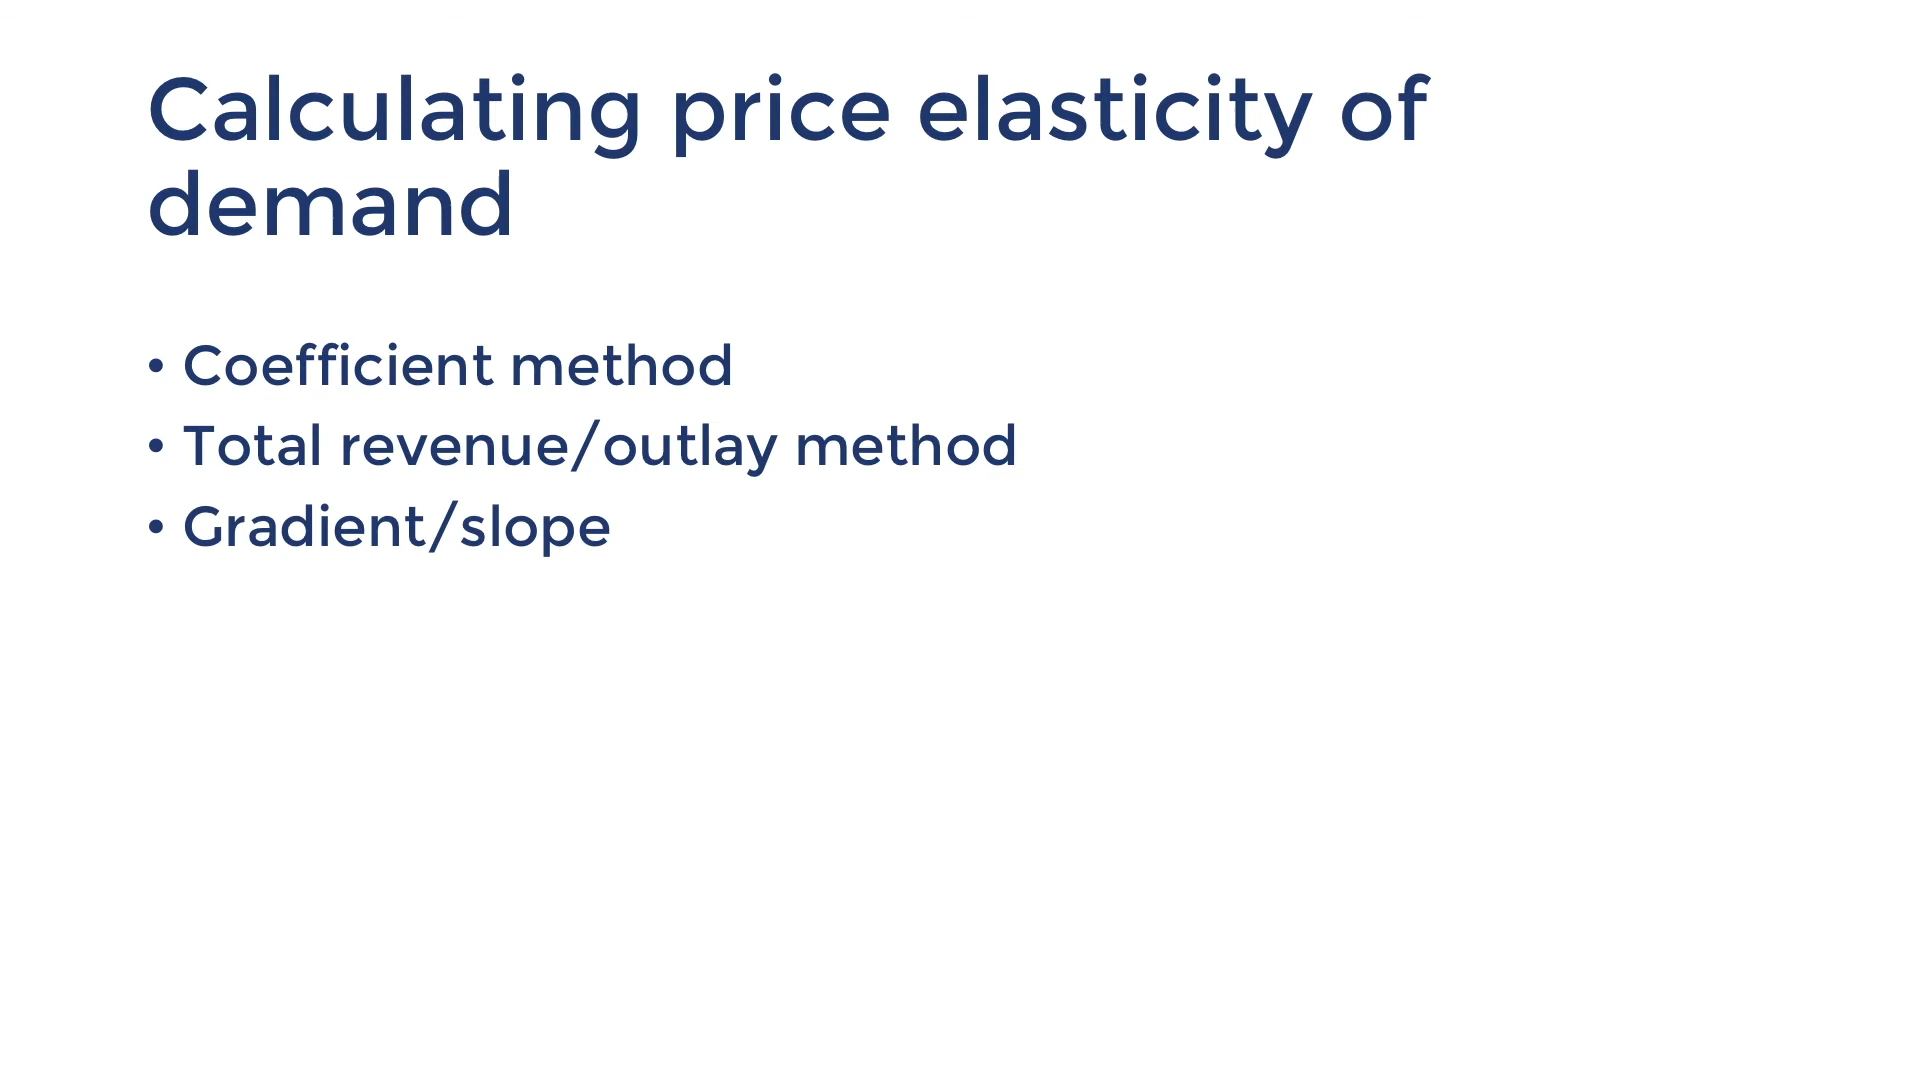 Calculating price elasticity of
demand
• Coefficient method
• Total revenue/outlay method
• Gradient/slope